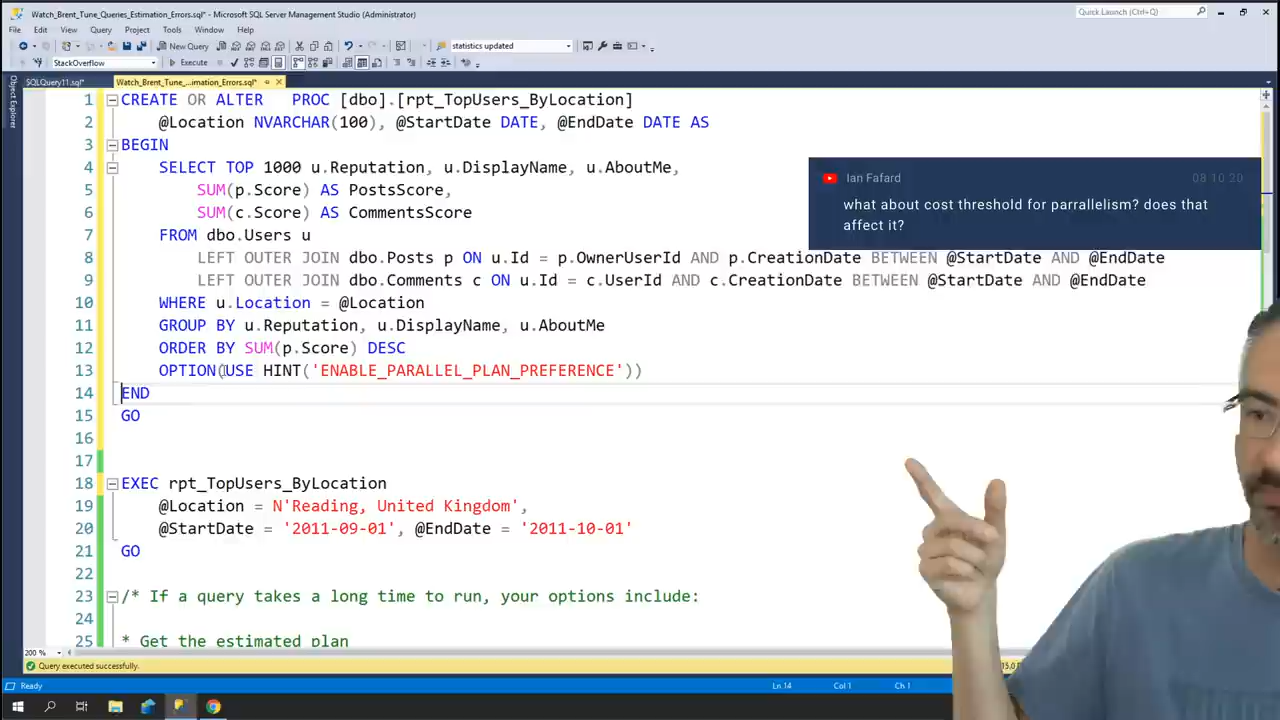 Watch_Brent_Tune_Queries_Estimation_Errors.sql* - Microsoft SQL Server Management Studio (Administrator)
Quick Launch (Ctrl+Q)
File Edit View Query Project Tools Window Help
New Query
statistics updated
StackOverflow
Execute
SQLQuery11.sql*
Watch_Brent_Tune_...imation_Errors.sql*
Object Explorer
1 CREATE OR ALTER PROC [dbo].[rpt_TopUsers_ByLocation]
2 @Location NVARCHAR(100), @StartDate DATE, @EndDate DATE AS
3 BEGIN
4 SELECT TOP 1000 u.Reputation, u.DisplayName, u.AboutMe,
5 SUM(p.Score) AS PostsScore,
6 SUM(c.Score) AS CommentsScore
7 FROM dbo.Users u
8 LEFT OUTER JOIN dbo.Posts p ON u.Id = p.OwnerUserId AND p.CreationDate BETWEEN @StartDate AND @EndDate
9 LEFT OUTER JOIN dbo.Comments c ON u.Id = c.UserId AND c.CreationDate BETWEEN @StartDate AND @EndDate
10 WHERE u.Location = @Location
11 GROUP BY u.Reputation, u.DisplayName, u.AboutMe
12 ORDER BY SUM(p.Score) DESC
13 OPTION(USE HINT('ENABLE_PARALLEL_PLAN_PREFERENCE'))
14 END
15 GO
16
17
18 EXEC rpt_TopUsers_ByLocation
19 @Location = N'Reading, United Kingdom',
20 @StartDate = '2011-09-01', @EndDate = '2011-10-01'
21 GO
22
23 /* If a query takes a long time to run, your options include:
24
25 * Get the estimated plan
Ian Fafard 08:10:20
what about cost threshold for parrallelism? does that
affect it?
200 %
Query executed successfully.
Ready
Ln 14 Col 1 Ch 1